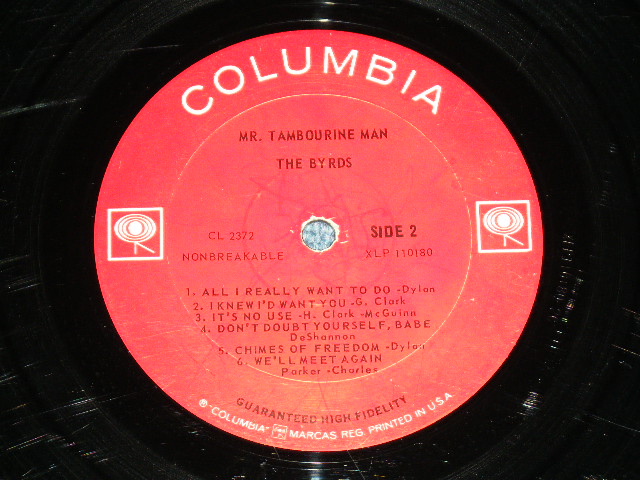 COLUMBIA
MR. TAMBOURINE MAN
THE BYRDS
CL 2372
SIDE 2
NONBREAKABLE
XLP 110180
1. ALL I REALLY WANT TO DO -Dylan
2. I KNEW I'D WANT YOU -G. Clark
3. IT'S NO USE -H. Clark -McGuinn
4. DON'T DOUBT YOURSELF, BABE
DeShannon
5. CHIMES OF FREEDOM -Dylan
6. WE'LL MEET AGAIN
Parker -Charles
GUARANTEED HIGH FIDELITY
® "COLUMBIA" MARCAS REG. PRINTED IN U.S.A.